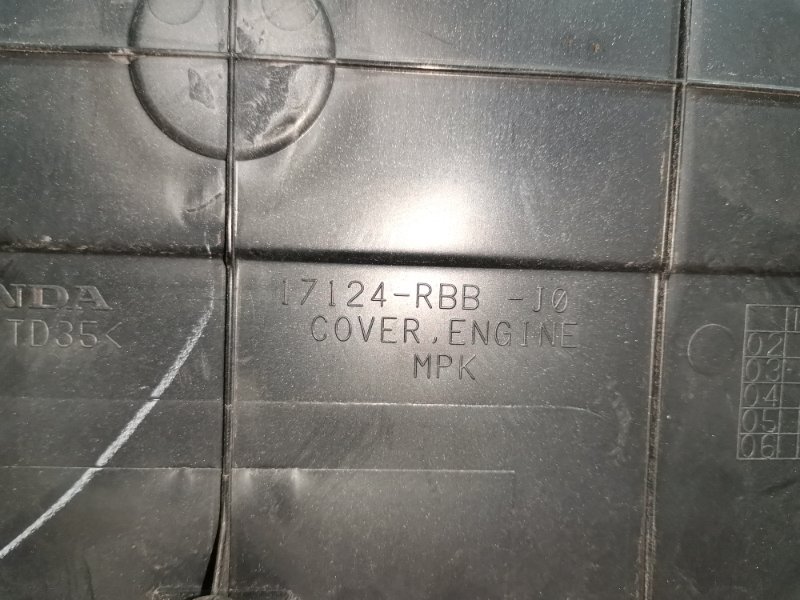 NDA
TD35<
17124-RBB -J0
COVER, ENGINE
MPK
02
03
04
05
06